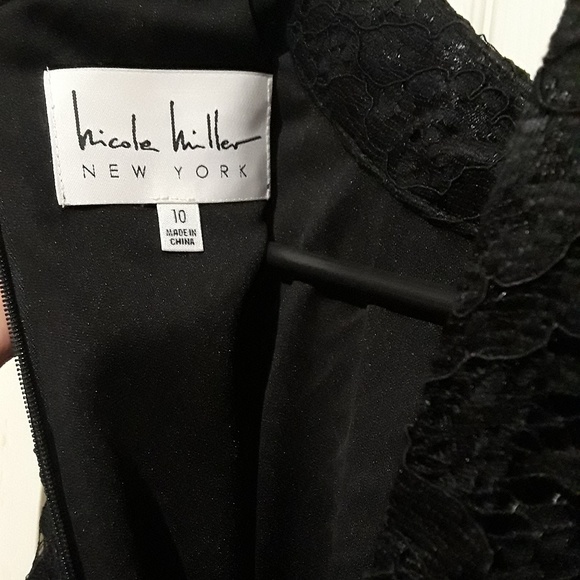 nicole miller
NEW YORK
10
MADE IN
CHINA